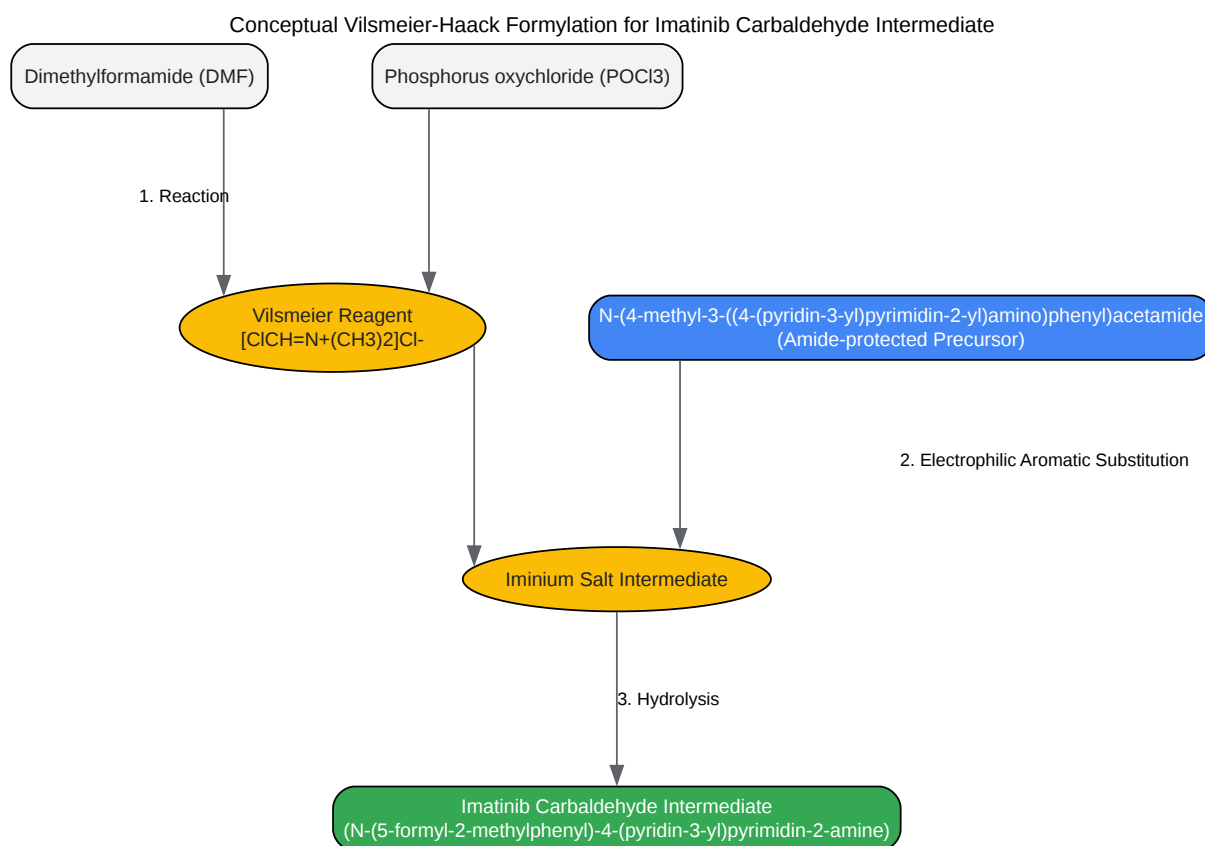 Conceptual Vilsmeier-Haack Formylation for Imatinib Carbaldehyde Intermediate
Dimethylformamide (DMF)
Phosphorus oxychloride (POCl3)
1. Reaction
Vilsmeier Reagent
[ClCH=N+(CH3)2]Cl-
N-(4-methyl-3-((4-(pyridin-3-yl)pyrimidin-2-yl)amino)phenyl)acetamide
(Amide-protected Precursor)
2. Electrophilic Aromatic Substitution
Iminium Salt Intermediate
3. Hydrolysis
Imatinib Carbaldehyde Intermediate
(N-(5-formyl-2-methylphenyl)-4-(pyridin-3-yl)pyrimidin-2-amine)